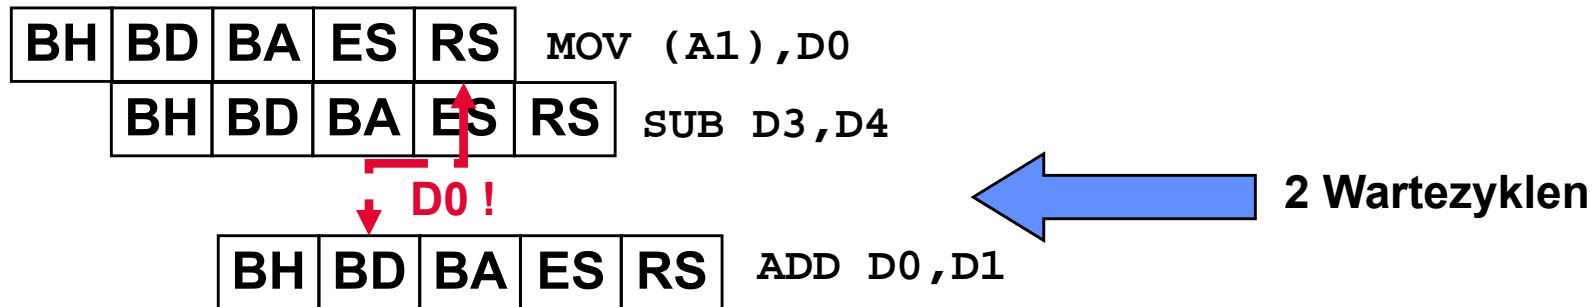 BH BD BA ES RS MOV (A1),D0
BH BD BA ES RS SUB D3,D4
D0 !
2 Wartezyklen
BH BD BA ES RS ADD D0,D1